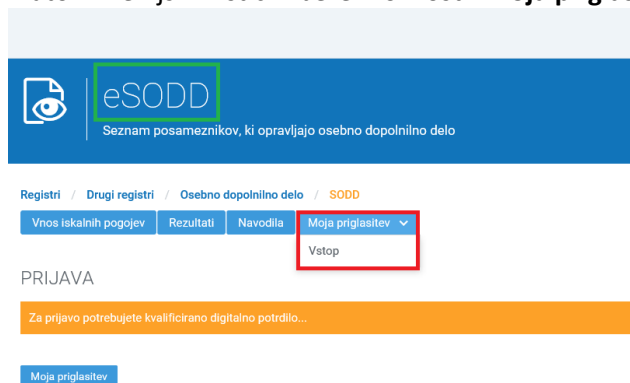 eSODD
Seznam posameznikov, ki opravljajo osebno dopolnilno delo
Registri / Drugi registri / Osebno dopolnilno delo / SODD
Vnos iskalnih pogojev Rezultati Navodila Moja priglasitev
Vstop
PRIJAVA
Za prijavo potrebujete kvalificirano digitalno potrdilo...
Moja priglasitev